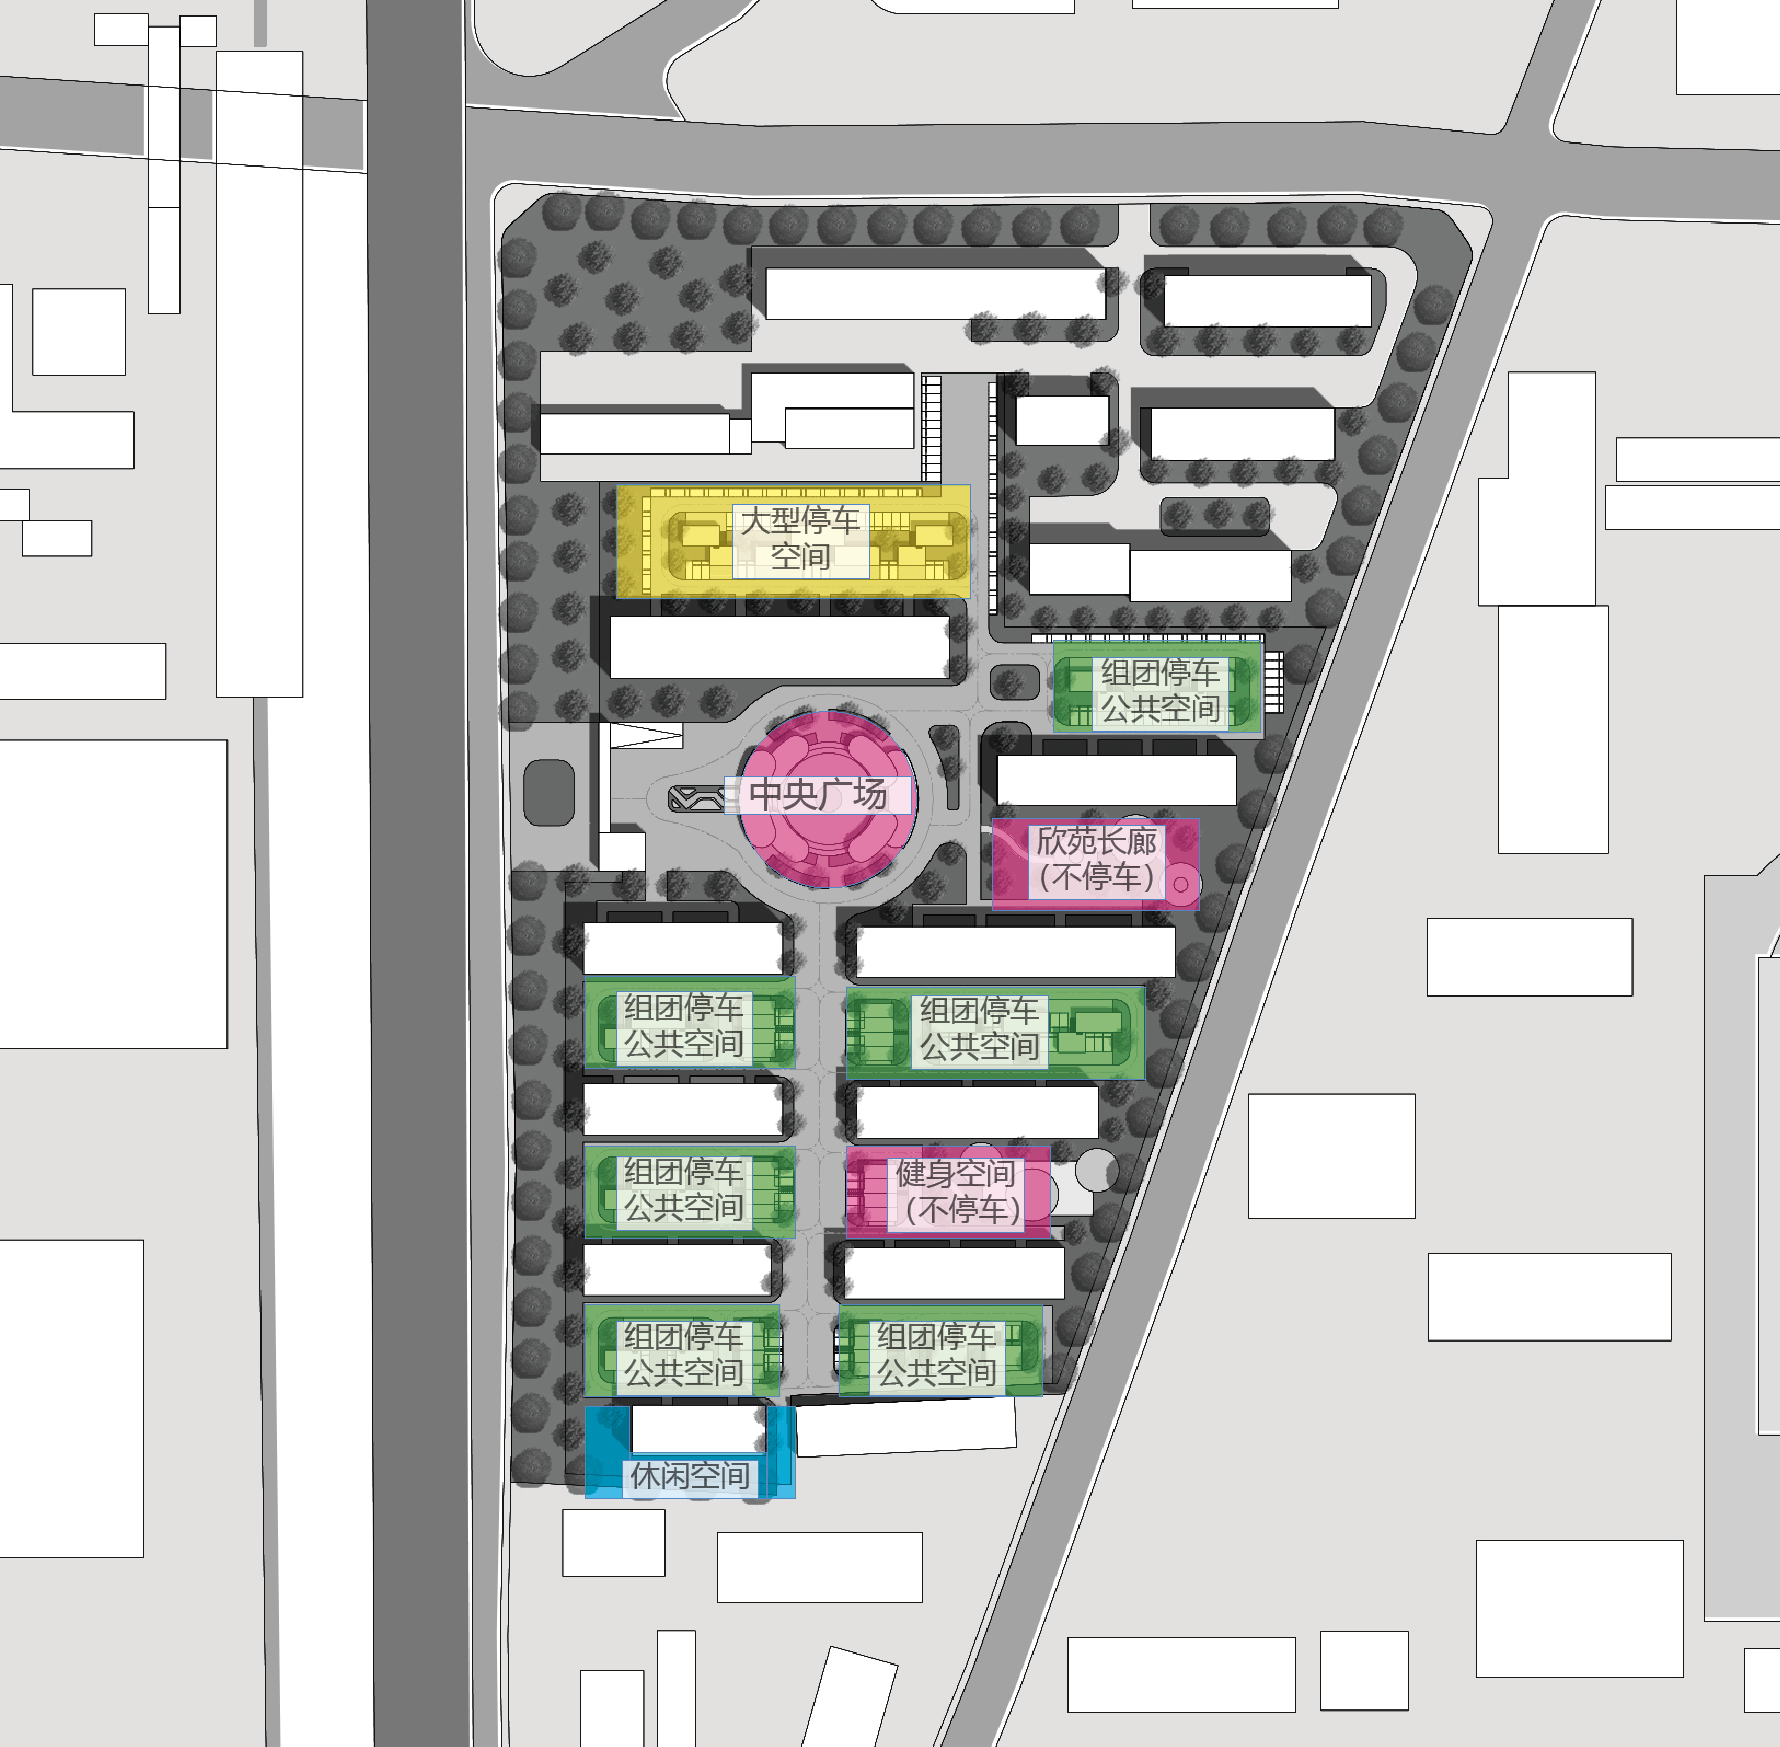 大型停车
空间
组团停车
公共空间
中央广场
欣苑长廊
（不停车）
组团停车
公共空间
组团停车
公共空间
组团停车
公共空间
健身空间
（不停车）
组团停车
公共空间
组团停车
公共空间
休闲空间